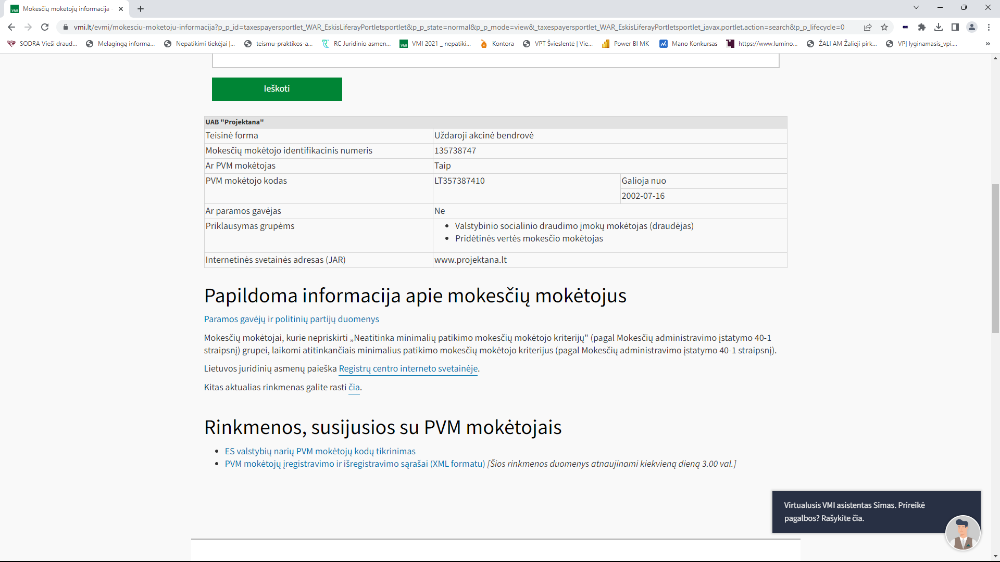 Mokesčių mokėtojų informacija -
vmi.lt/evmi/mokesciu-moketoju-informacija?p_p_id=taxespayersportlet_WAR_EskisLiferayPortletsportlet&p_p_state=normal&p_p_mode=view&_taxespayersportlet_WAR_EskisLiferayPortletsportlet_javax.portlet.action=search&p_p_lifecycle=0
SODRA Vieši draud... Melagingą informa... Nepatikimi tiekėjai |... teismu-praktikos-a... RC Juridinio asmen... VMI 2021 _ nepatiki... Kontora VPT Švieslentė | Vie... Power BI MK Mano Konkursas https://www.lumino... ŽALI AM Žalieji pirk... VPĮ lyginamasis_vpi.... »
Ieškoti
UAB "Projektana"
Teisinė forma Uždaroji akcinė bendrovė
Mokesčių mokėtojo identifikacinis numeris 135738747
Ar PVM mokėtojas Taip
PVM mokėtojo kodas LT357387410 Galioja nuo
2002-07-16
Ar paramos gavėjas Ne
Priklausymas grupėms • Valstybinio socialinio draudimo įmokų mokėtojas (draudėjas)
• Pridėtinės vertės mokesčio mokėtojas
Internetinės svetainės adresas (JAR) www.projektana.lt
Papildoma informacija apie mokesčių mokėtojus
Paramos gavėjų ir politinių partijų duomenys
Mokesčių mokėtojai, kurie nepriskirti „Neatitinka minimalių patikimo mokesčių mokėtojo kriterijų" (pagal Mokesčių administravimo įstatymo 40-1
straipsnį) grupei, laikomi atitinkančiais minimalius patikimo mokesčių mokėtojo kriterijus (pagal Mokesčių administravimo įstatymo 40-1 straipsnį).
Lietuvos juridinių asmenų paieška Registrų centro interneto svetainėje.
Kitas aktualias rinkmenas galite rasti čia.
Rinkmenos, susijusios su PVM mokėtojais
• ES valstybių narių PVM mokėtojų kodų tikrinimas
• PVM mokėtojų įregistravimo ir išregistravimo sąrašai (XML formatu) [Šios rinkmenos duomenys atnaujinami kiekvieną dieną 3.00 val.]
Virtualusis VMI asistentas Simas. Prireikė
pagalbos? Rašykite čia.